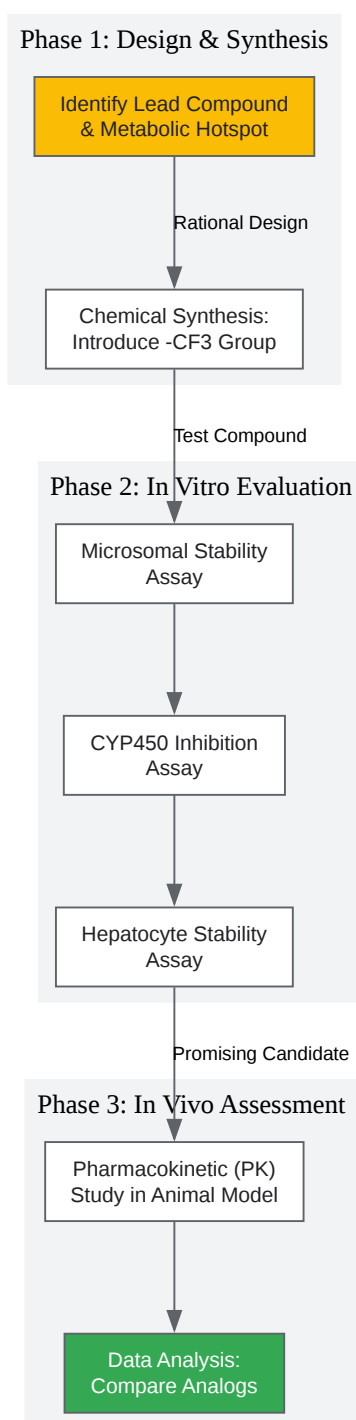 Phase 1: Design & Synthesis
Identify Lead Compound
& Metabolic Hotspot
Rational Design
Chemical Synthesis:
Introduce -CF3 Group
Test Compound
Phase 2: In Vitro Evaluation
Microsomal Stability
Assay
CYP450 Inhibition
Assay
Hepatocyte Stability
Assay
Promising Candidate
Phase 3: In Vivo Assessment
Pharmacokinetic (PK)
Study in Animal Model
Data Analysis:
Compare Analogs